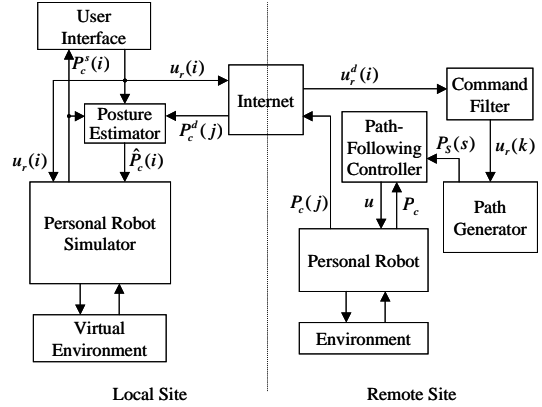 User
Interface
P_c^s(i)
u_r(i)
Internet
u_r^d(i)
Command
Filter
Posture
Estimator
P_c^d(j)
Path-
Following
Controller
P_S(s)
u_r(k)
u_r(i)
P̂_c(i)
P_c(j)
u
P_c
Path
Generator
Personal Robot
Simulator
Personal Robot
Virtual
Environment
Environment
Local Site
Remote Site